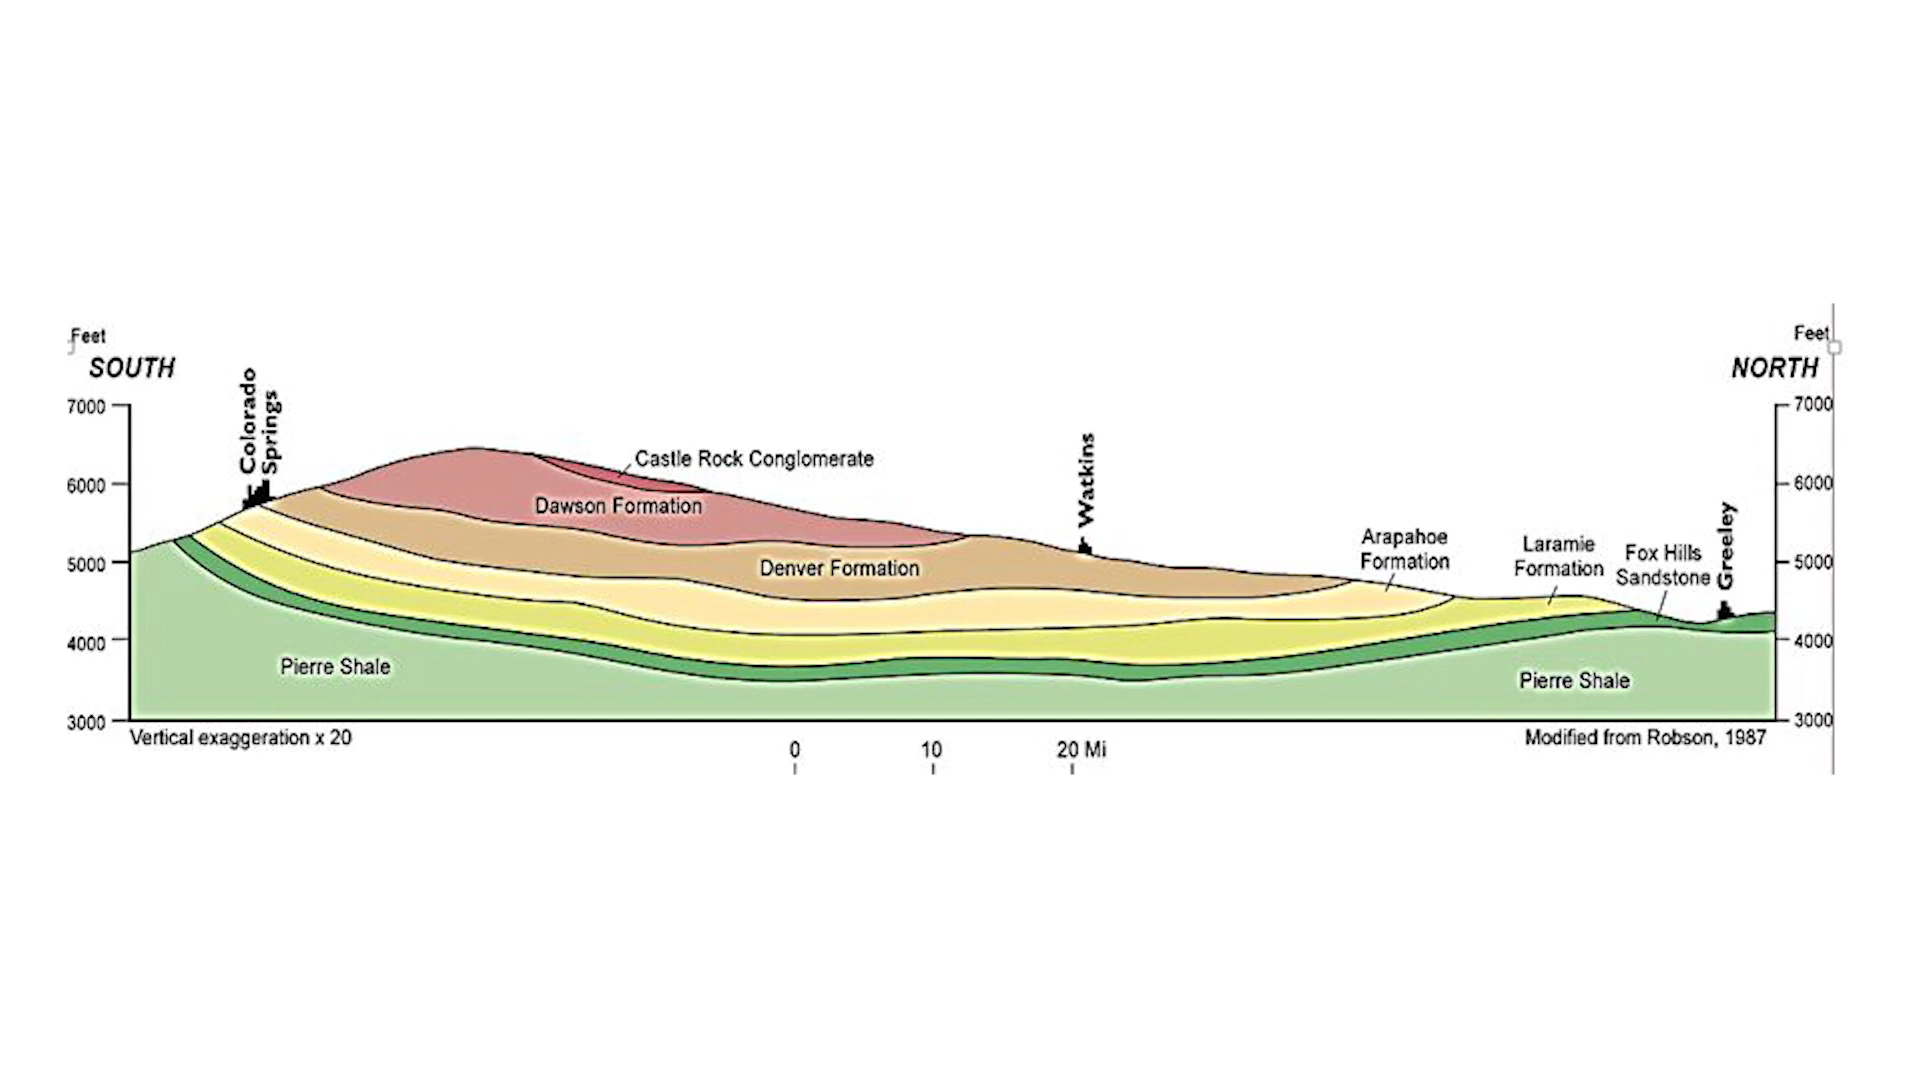 Feet
Feet
SOUTH
NORTH
Colorado
Springs
Watkins
Greeley
7000
7000
Castle Rock Conglomerate
6000
6000
Dawson Formation
Arapahoe
Formation
Laramie
Formation
Fox Hills
Sandstone
5000
5000
Denver Formation
4000
4000
Pierre Shale
Pierre Shale
3000
3000
Vertical exaggeration x 20
Modified from Robson, 1987
0 10 20 Mi